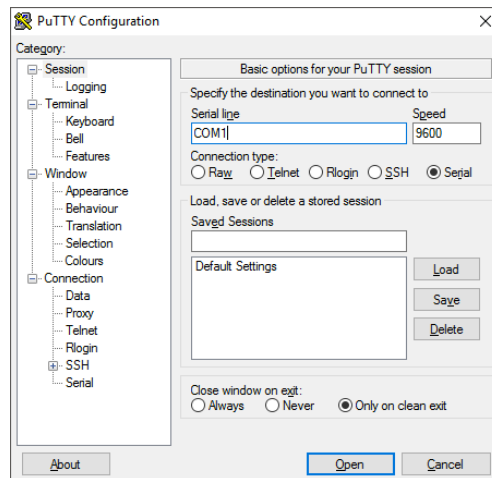 PuTTY Configuration
Category:
Session
Logging
Terminal
Keyboard
Bell
Features
Window
Appearance
Behaviour
Translation
Selection
Colours
Connection
Data
Proxy
Telnet
Rlogin
SSH
Serial
Basic options for your PuTTY session
Specify the destination you want to connect to
Serial line Speed
COM1 9600
Connection type:
Raw Telnet Rlogin SSH Serial
Load, save or delete a stored session
Saved Sessions
Default Settings
Load
Save
Delete
Close window on exit:
Always Never Only on clean exit
About Open Cancel